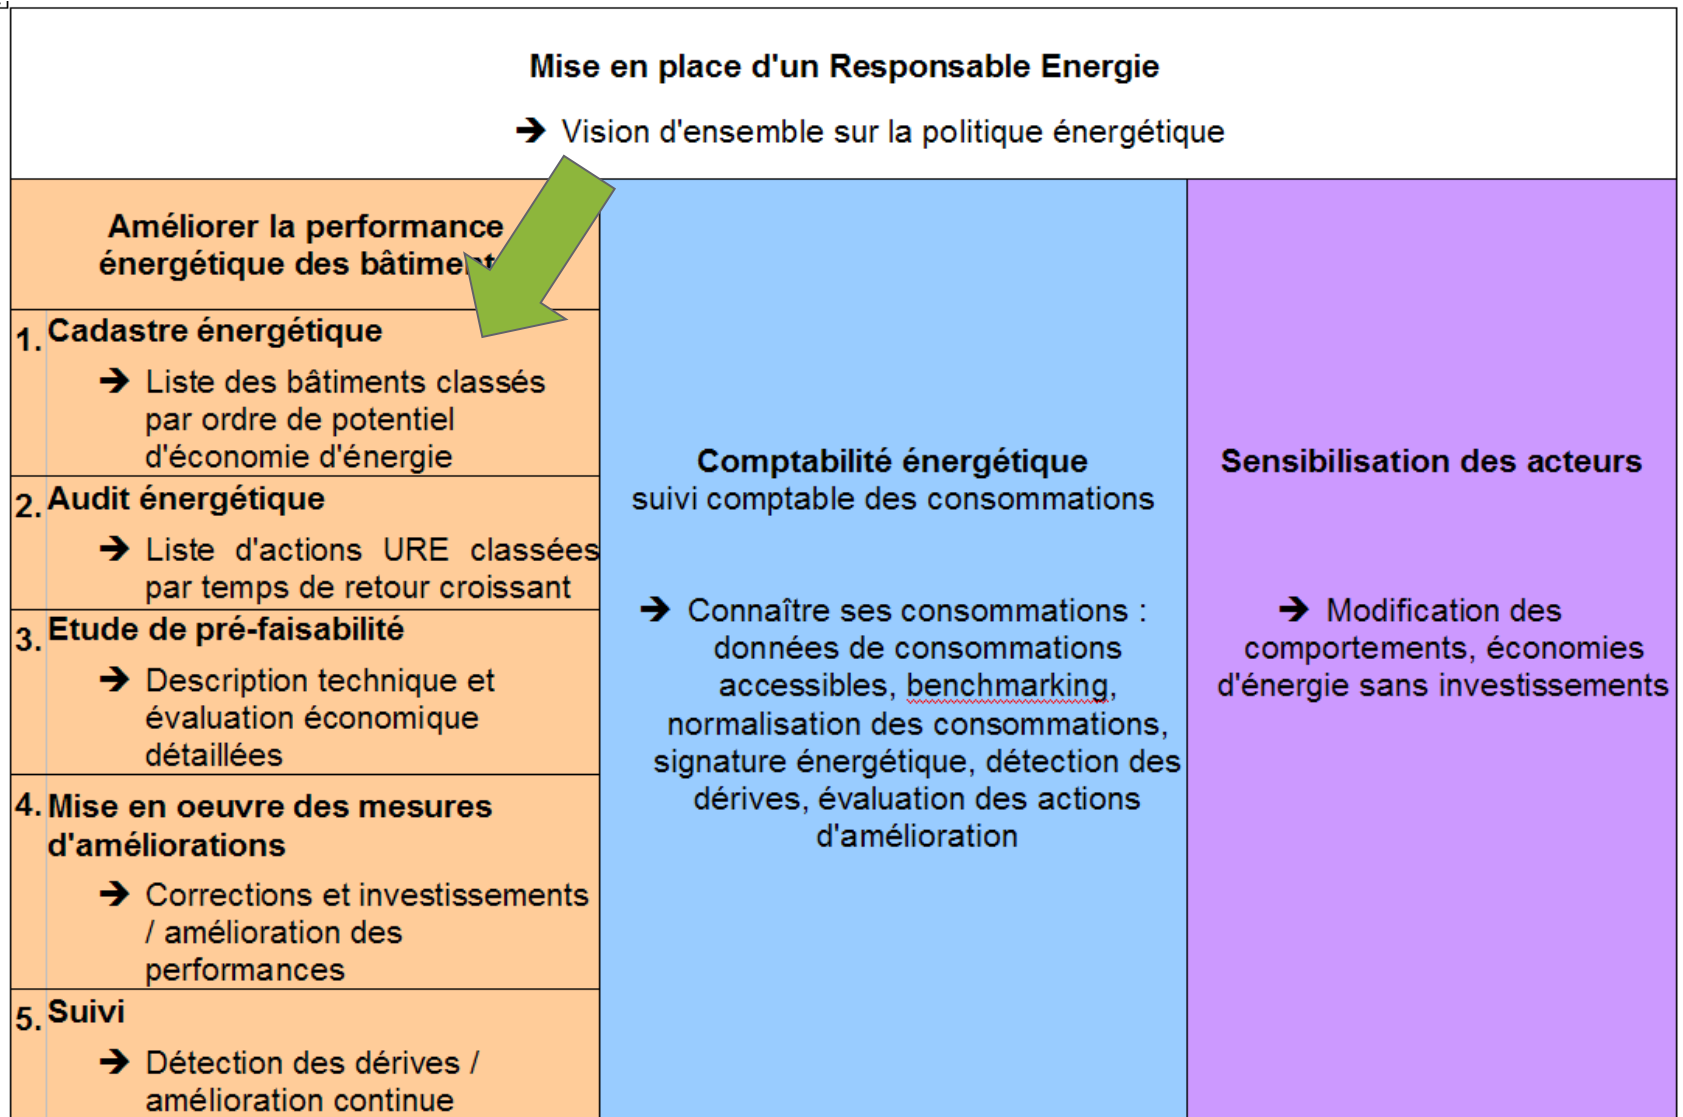 Mise en place d'un Responsable Energie
➔ Vision d'ensemble sur la politique énergétique
Améliorer la performance
énergétique des bâtiment
1. Cadastre énergétique
➔ Liste des bâtiments classés
par ordre de potentiel
d'économie d'énergie
2. Audit énergétique
➔ Liste d'actions URE classées
par temps de retour croissant
3. Etude de pré-faisabilité
➔ Description technique et
évaluation économique
détaillées
4. Mise en oeuvre des mesures
d'améliorations
➔ Corrections et investissements
/ amélioration des
performances
5. Suivi
➔ Détection des dérives /
amélioration continue
Comptabilité énergétique
suivi comptable des consommations
➔ Connaître ses consommations :
données de consommations
accessibles, benchmarking,
normalisation des consommations,
signature énergétique, détection des
dérives, évaluation des actions
d'amélioration
Sensibilisation des acteurs
➔ Modification des
comportements, économies
d'énergie sans investissements